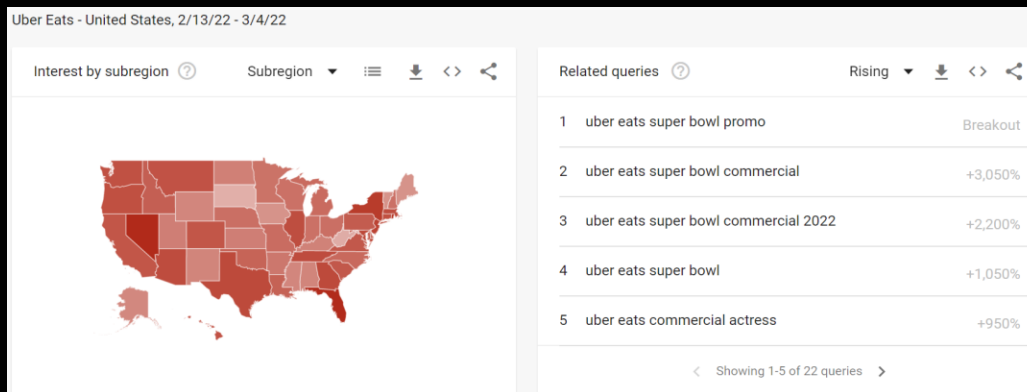 Uber Eats - United States, 2/13/22 - 3/4/22
Interest by subregion
Subregion
Related queries
Rising
1 uber eats super bowl promo Breakout
2 uber eats super bowl commercial +3,050%
3 uber eats super bowl commercial 2022 +2,200%
4 uber eats super bowl +1,050%
5 uber eats commercial actress +950%
Showing 1-5 of 22 queries